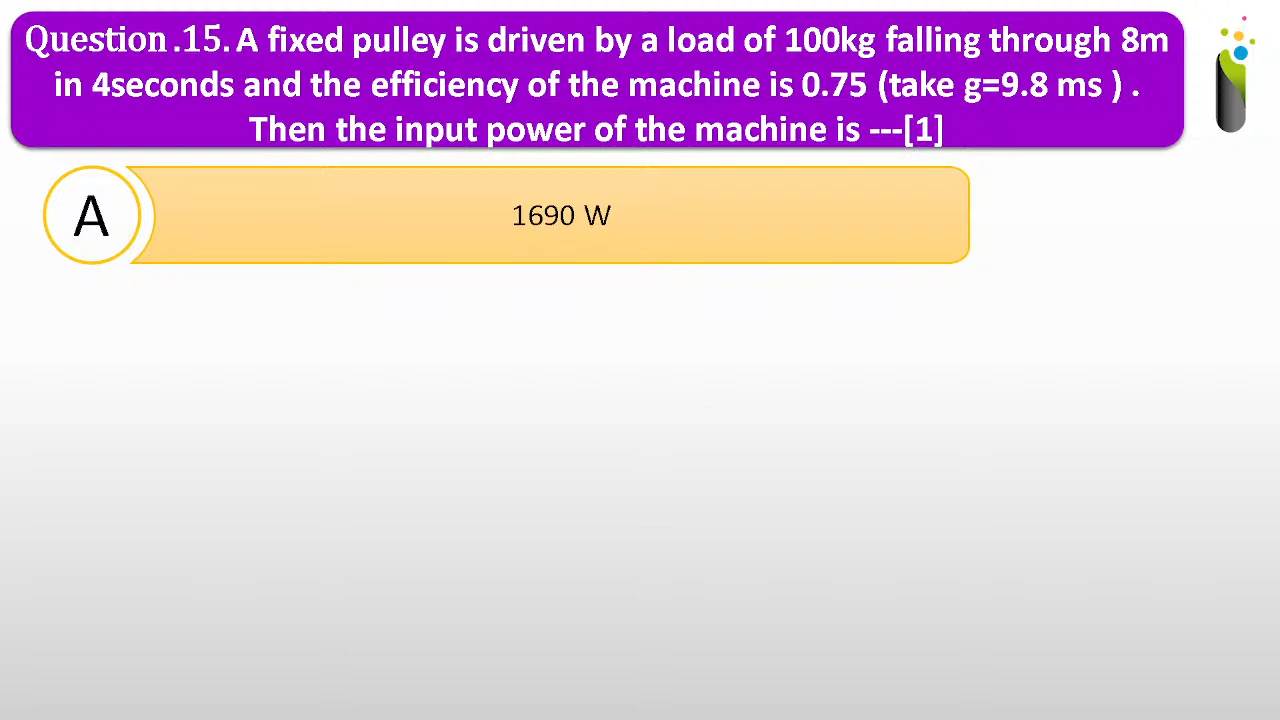 Question .15. A fixed pulley is driven by a load of 100kg falling through 8m
in 4seconds and the efficiency of the machine is 0.75 (take g=9.8 ms ) .
Then the input power of the machine is ---[1]
A
1690 W